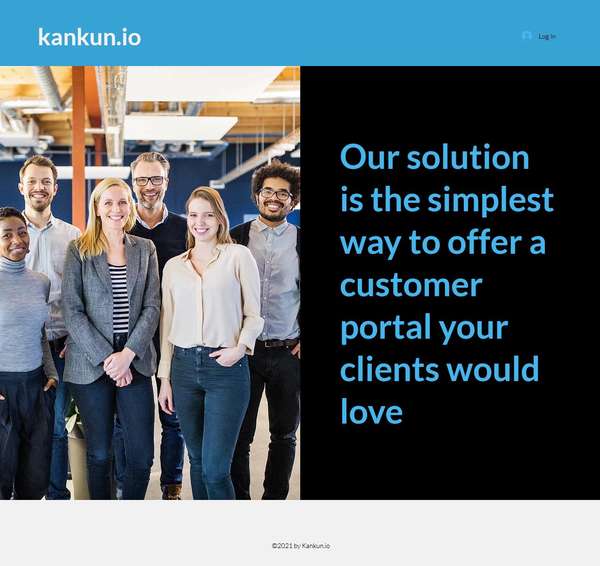 kankun.io
Log In
Our solution
is the simplest
way to offer a
customer
portal your
clients would
love
©2021 by Kankun.io